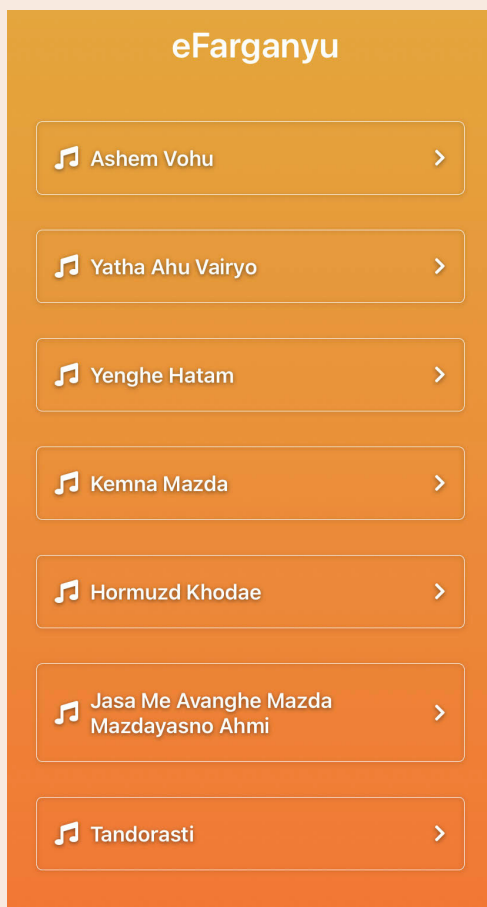 eFarganyu
Ashem Vohu
Yatha Ahu Vairyo
Yenghe Hatam
Kemna Mazda
Hormuzd Khodae
Jasa Me Avanghe Mazda
Mazdayasno Ahmi
Tandorasti